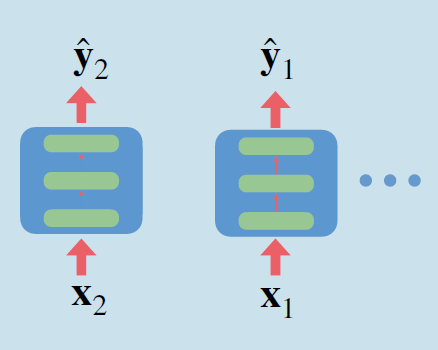 ŷ₂ ŷ₁
x₂ x₁